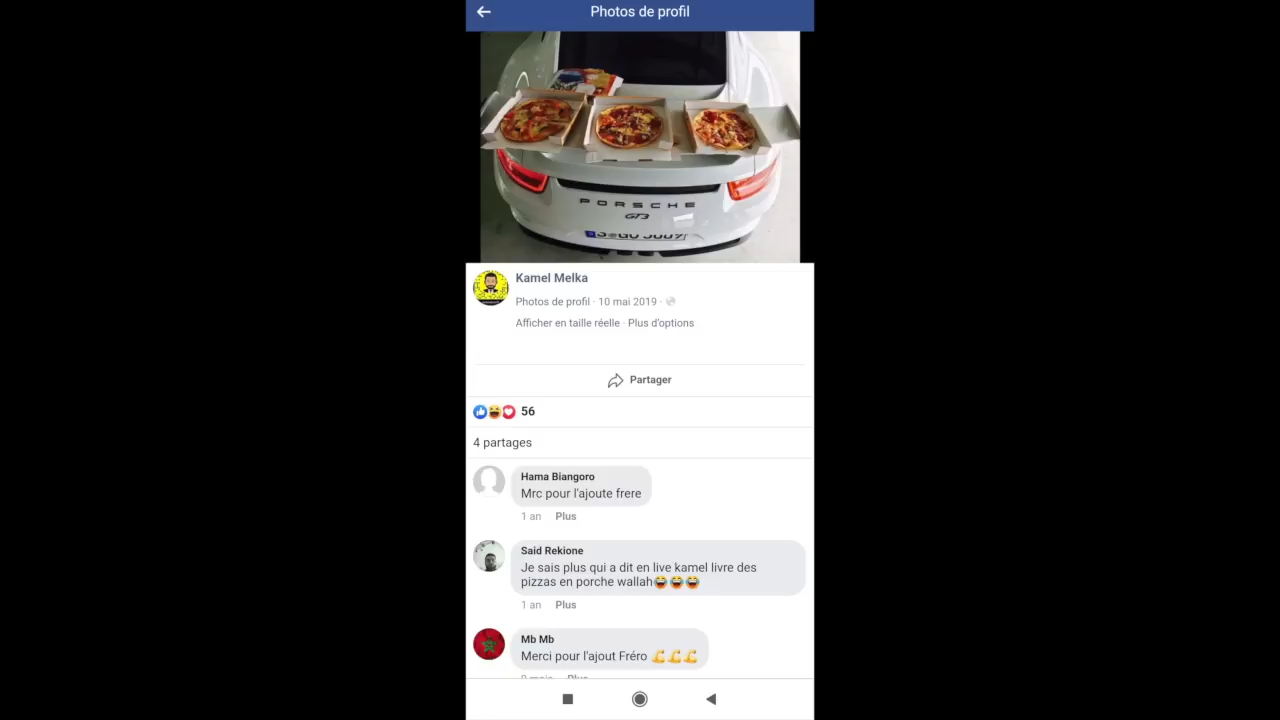 Photos de profil
PORSCHE
GT3
Kamel Melka
Photos de profil · 10 mai 2019 ·
Afficher en taille réelle · Plus d'options
Partager
56
4 partages
Hama Biangoro
Mrc pour l'ajoute frere
1 an Plus
Said Rekione
Je sais plus qui a dit en live kamel livre des
pizzas en porche wallah😂😂😂
1 an Plus
Mb Mb
Merci pour l'ajout Fréro 💪💪💪
Plus